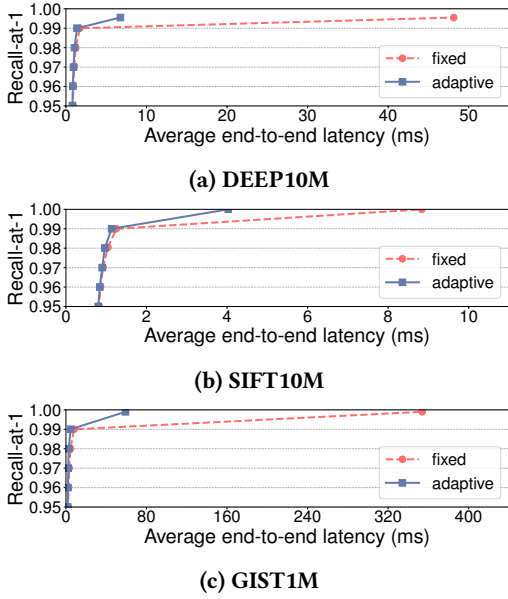 1.00
0.99
0.98
0.97
0.96
0.95
Recall-at-1
fixed
adaptive
0 10 20 30 40 50
Average end-to-end latency (ms)
(a) DEEP10M
1.00
0.99
0.98
0.97
0.96
0.95
Recall-at-1
fixed
adaptive
0 2 4 6 8 10
Average end-to-end latency (ms)
(b) SIFT10M
1.00
0.99
0.98
0.97
0.96
0.95
Recall-at-1
fixed
adaptive
0 80 160 240 320 400
Average end-to-end latency (ms)
(c) GIST1M